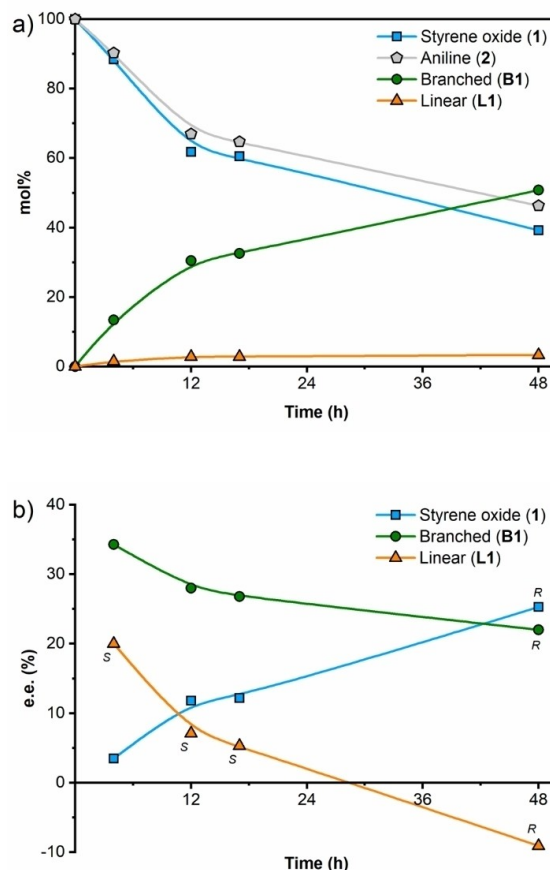 a)
100
80
60
40
20
0
mol%
Styrene oxide (1)
Aniline (2)
Branched (B1)
Linear (L1)
12 24 36 48
Time (h)
b)
40
30
20
10
0
-10
e.e. (%)
Styrene oxide (1)
Branched (B1)
Linear (L1)
R
R
S
S
S
12 24 36 48
R
Time (h)